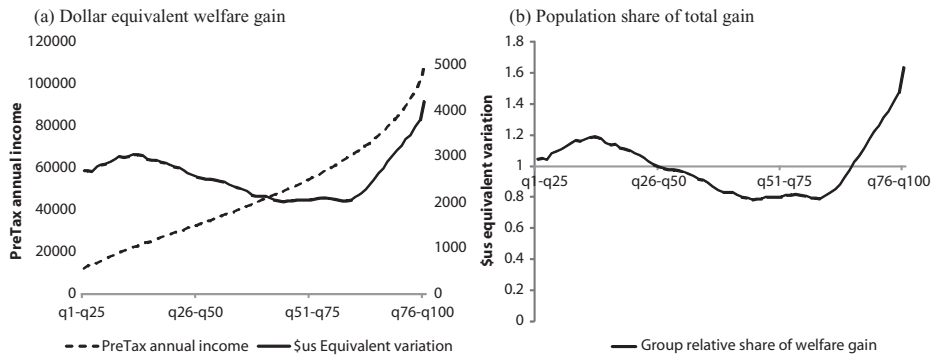 (a) Dollar equivalent welfare gain
120000
100000
80000
60000
40000
20000
0
PreTax annual income
5000
4000
3000
2000
1000
0
q1-q25
q26-q50
q51-q75
q76-q100
PreTax annual income
$us Equivalent variation
(b) Population share of total gain
1.8
1.6
1.4
1.2
1
0.8
0.6
0.4
0.2
0
$us equivalent variation
q1-q25
q26-q50
q51-q75
q76-q100
Group relative share of welfare gain